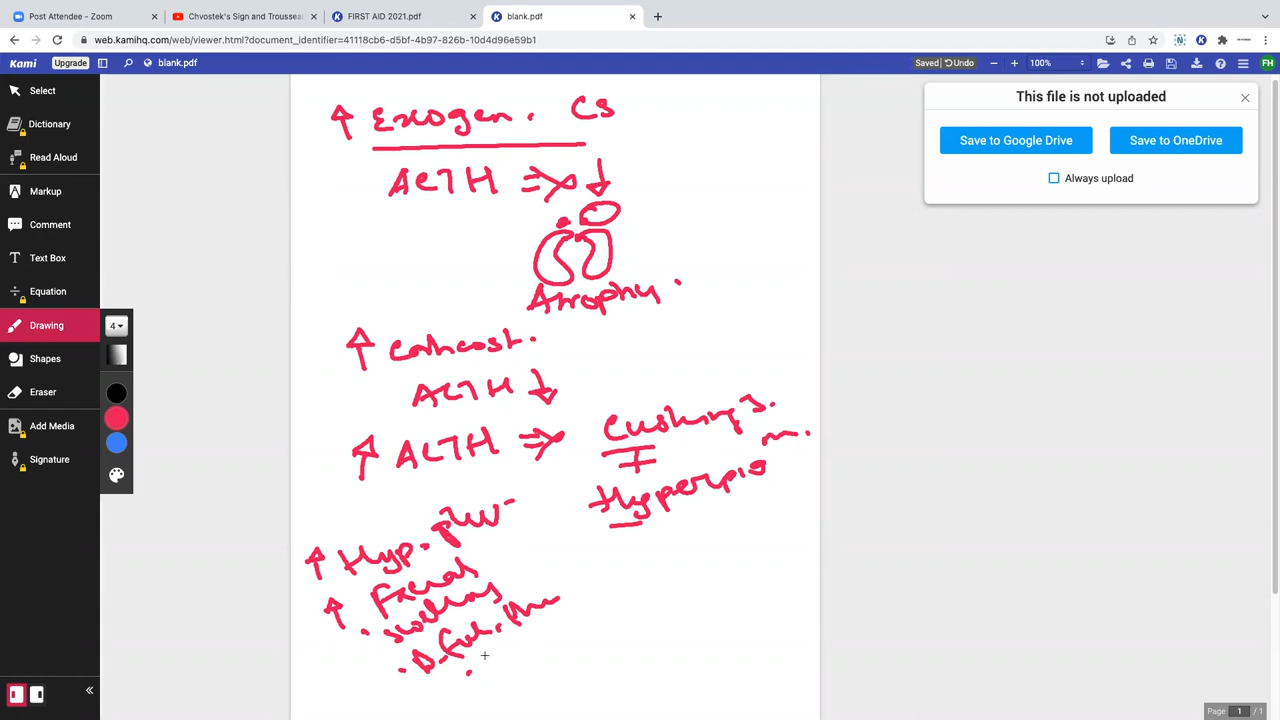 Post Attendee - Zoom
Chvostek's Sign and Trousseau
FIRST AID 2021.pdf
blank.pdf
web.kamihq.com/web/viewer.html?document_identifier=41118cb6-d5bf-4b97-826b-10d4d96e59b1
Kami
Upgrade
blank.pdf
Saved
Undo
100%
FH
Select
Dictionary
Read Aloud
Markup
Comment
Text Box
Equation
Drawing
Shapes
Eraser
Add Media
Signature
4
This file is not uploaded
Save to Google Drive
Save to OneDrive
Always upload
↑ Exogen. CS
ACTH ⇒ ↓
Atrophy.
↑
ACTH ↓
↑ ACTH ⇒ Cushing's.
Hyperpig m.
↑ Hyp.
↑ Facial
Page 1 / 1